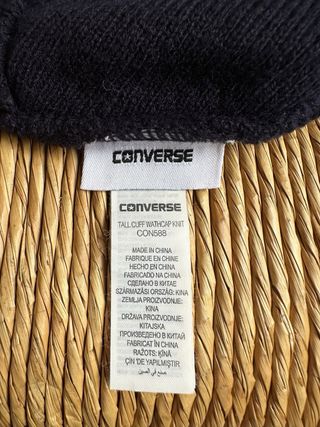 CONVERSE
CONVERSE
TALL CUFF WATHCAP KNIT
CON588
MADE IN CHINA
FABRIQUE EN CHINE
HECHO EN CHINA
FABRICADO NA CHINA
СДЕЛАНО В КИТАЕ
SZÁRMAZÁSI ORSZÁG: KÍNA
ZEMLJA PROIZVODNJE:
KINA
DRŽAVA PROIZVODNJE:
KITAJSKA
ПРОИЗВЕДЕНО В КИТАЙ
FABRICAT ÎN CHINA
RAŽOTS: ĶĪNĀ
ÇİN 'DE YAPILMIŞTIR
صنع في الصين